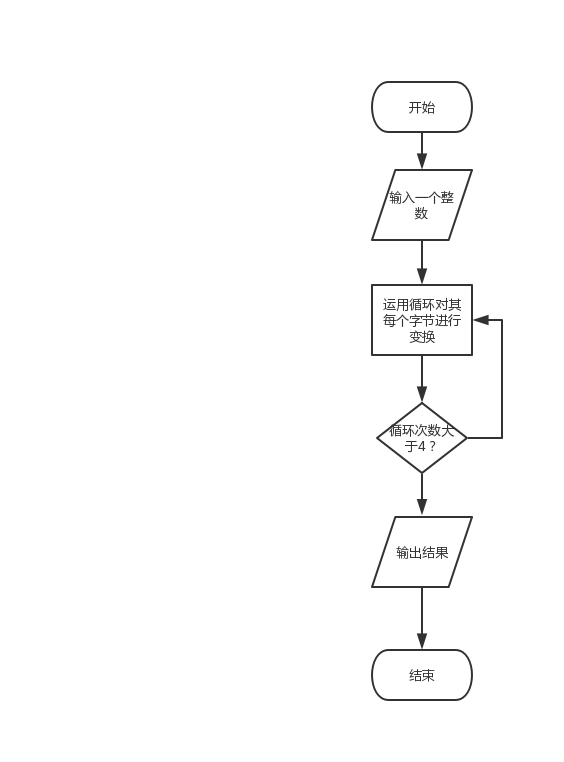 开始
输入一个整
数
运用循环对其
每个字节进行
变换
循环次数大
于4？
输出结果
结束